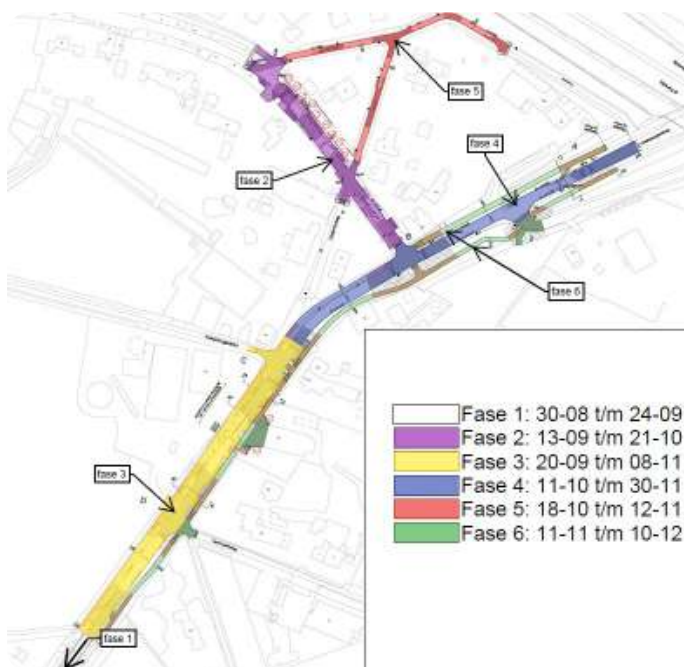 fase 5
fase 4
fase 2
fase 6
fase 3
fase 1
Fase 1: 30-08 t/m 24-09
Fase 2: 13-09 t/m 21-10
Fase 3: 20-09 t/m 08-11
Fase 4: 11-10 t/m 30-11
Fase 5: 18-10 t/m 12-11
Fase 6: 11-11 t/m 10-12